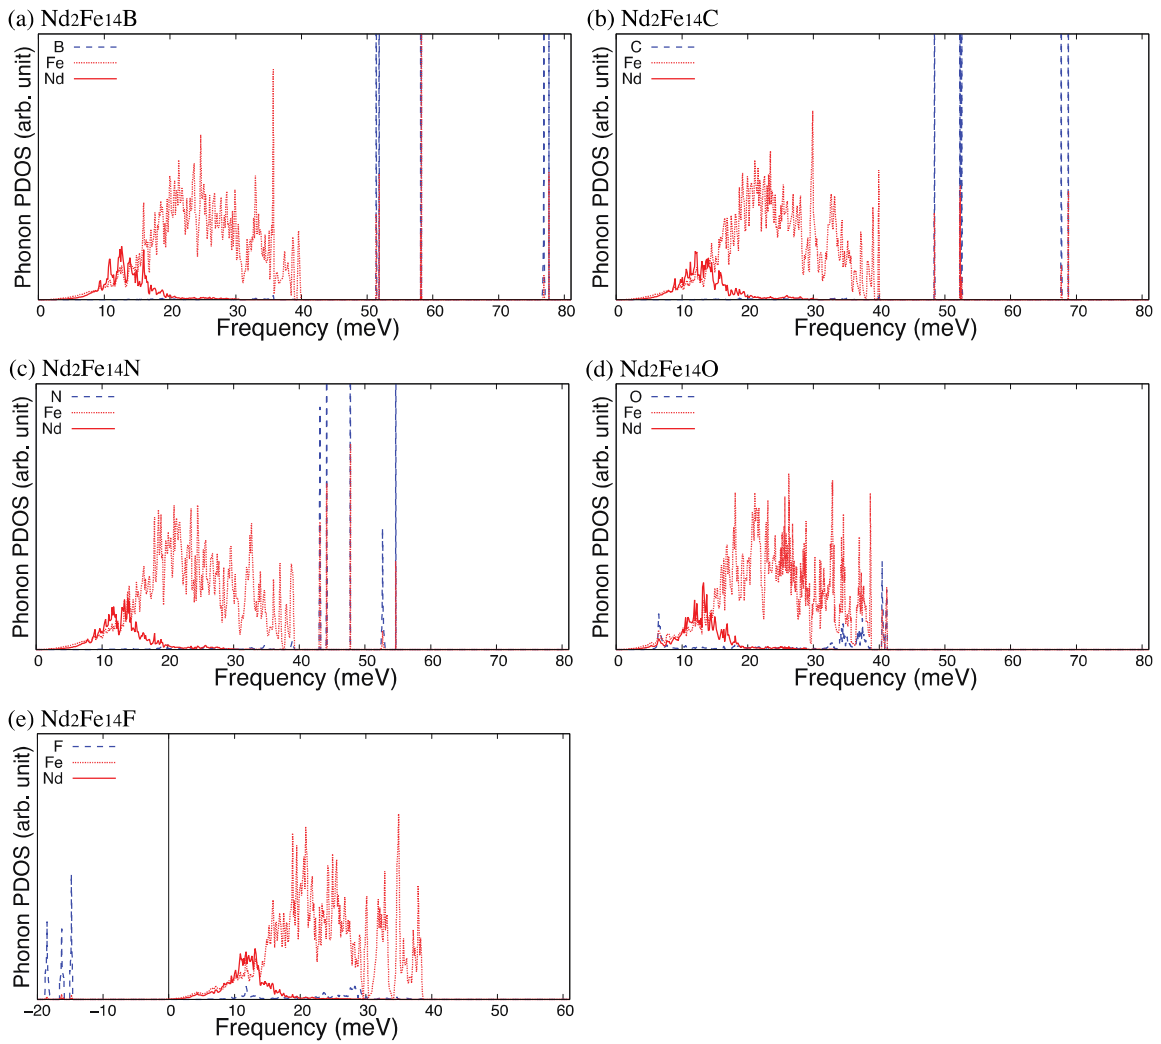 (a) Nd2Fe14B
Phonon PDOS (arb. unit)
B
Fe
Nd
0 10 20 30 40 50 60 70 80
Frequency (meV)
(b) Nd2Fe14C
Phonon PDOS (arb. unit)
C
Fe
Nd
0 10 20 30 40 50 60 70 80
Frequency (meV)
(c) Nd2Fe14N
Phonon PDOS (arb. unit)
N
Fe
Nd
0 10 20 30 40 50 60 70 80
Frequency (meV)
(d) Nd2Fe14O
Phonon PDOS (arb. unit)
O
Fe
Nd
0 10 20 30 40 50 60 70 80
Frequency (meV)
(e) Nd2Fe14F
Phonon PDOS (arb. unit)
F
Fe
Nd
−20 −10 0 10 20 30 40 50 60
Frequency (meV)